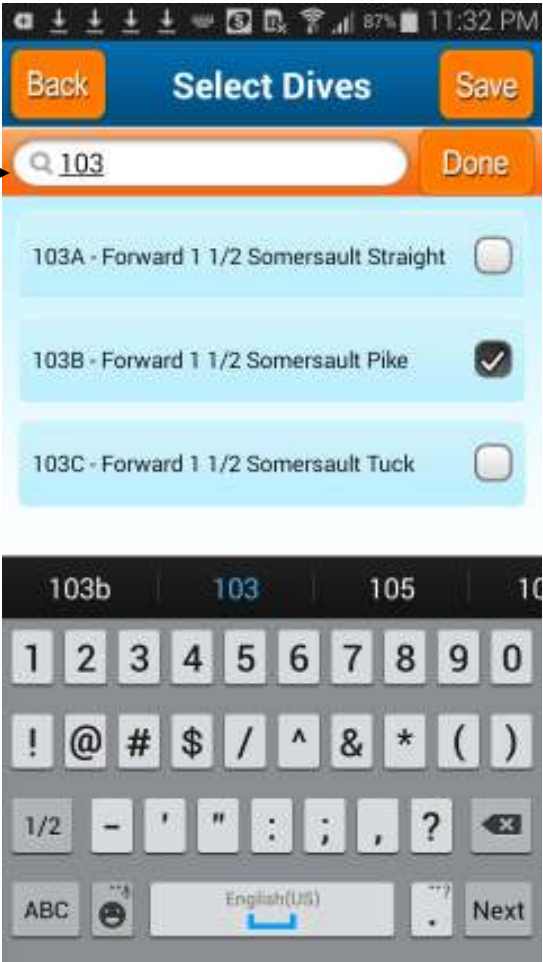 87% 11:32 PM
Back Select Dives Save
103 Done
103A - Forward 1 1/2 Somersault Straight
103B - Forward 1 1/2 Somersault Pike
103C - Forward 1 1/2 Somersault Tuck
103b 103 105 10
1 2 3 4 5 6 7 8 9 0
! @ # $ / ^ & * ( )
1/2 - ' " : ; , ?
ABC English(US) . Next